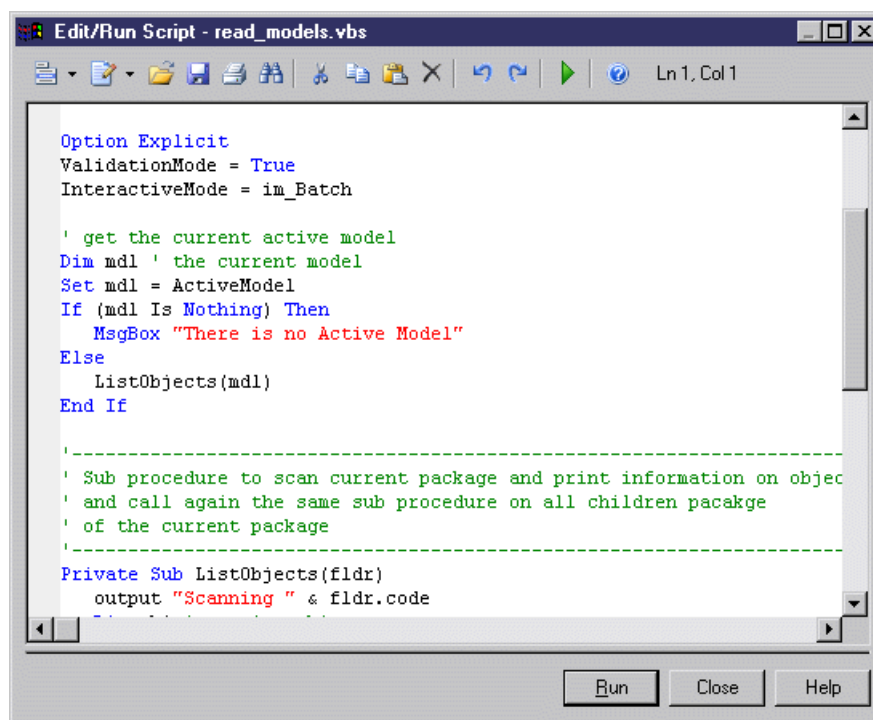 Edit/Run Script - read_models.vbs
Ln 1, Col 1
Option Explicit
ValidationMode = True
InteractiveMode = im_Batch
' get the current active model
Dim mdl ' the current model
Set mdl = ActiveModel
If (mdl Is Nothing) Then
MsgBox "There is no Active Model"
Else
ListObjects(mdl)
End If
'-----------------------------------------------------------------------
' Sub procedure to scan current package and print information on objec
' and call again the same sub procedure on all children pacakge
' of the current package
'-----------------------------------------------------------------------
Private Sub ListObjects(fldr)
output "Scanning " & fldr.code
Run
Close
Help